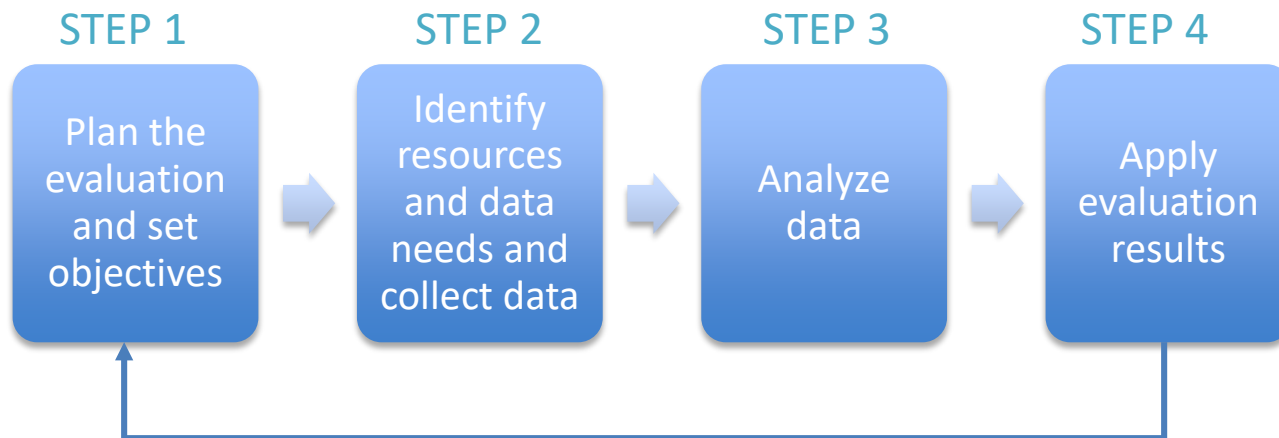 STEP 1
Plan the
evaluation
and set
objectives
STEP 2
Identify
resources
and data
needs and
collect data
STEP 3
Analyze
data
STEP 4
Apply
evaluation
results